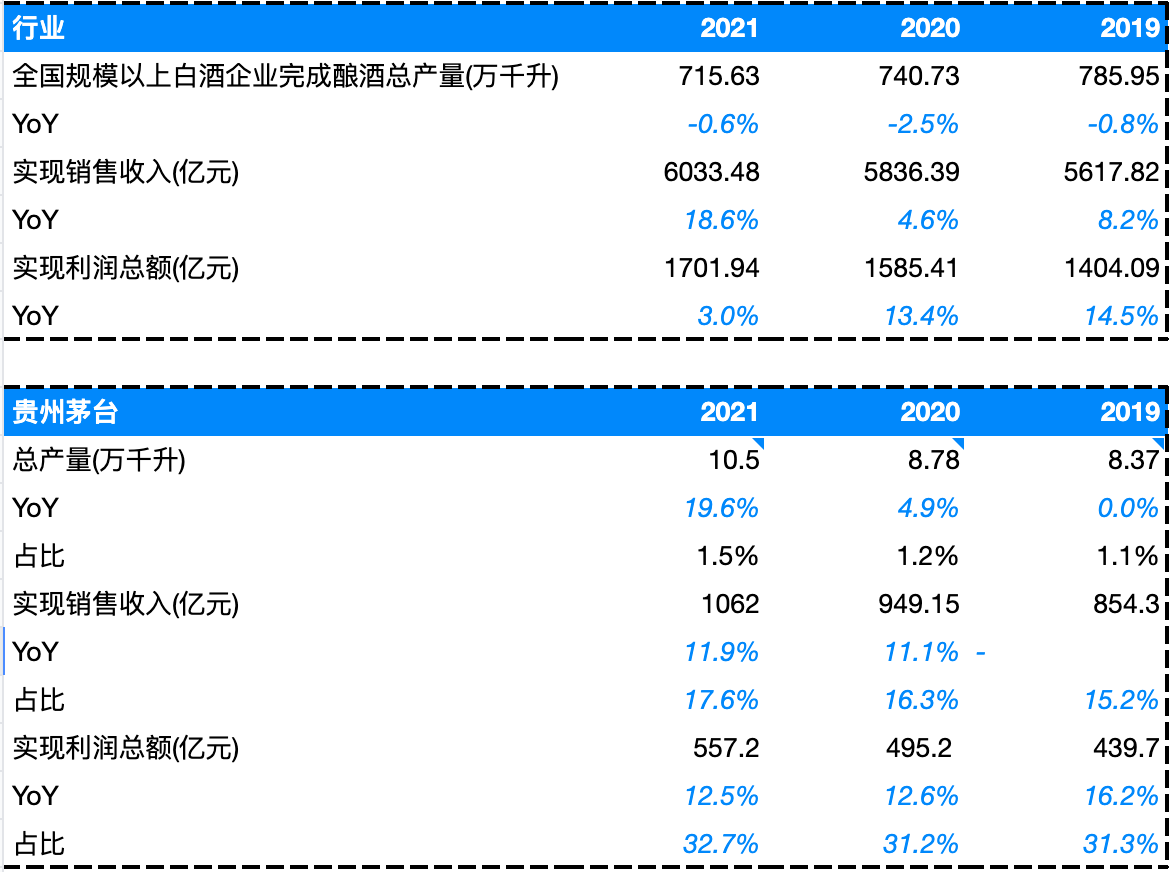 行业 2021 2020 2019
全国规模以上白酒企业完成酿酒总产量(万千升) 715.63 740.73 785.95
YoY -0.6% -2.5% -0.8%
实现销售收入(亿元) 6033.48 5836.39 5617.82
YoY 18.6% 4.6% 8.2%
实现利润总额(亿元) 1701.94 1585.41 1404.09
YoY 3.0% 13.4% 14.5%
贵州茅台 2021 2020 2019
总产量(万千升) 10.5 8.78 8.37
YoY 19.6% 4.9% 0.0%
占比 1.5% 1.2% 1.1%
实现销售收入(亿元) 1062 949.15 854.3
YoY 11.9% 11.1% -
占比 17.6% 16.3% 15.2%
实现利润总额(亿元) 557.2 495.2 439.7
YoY 12.5% 12.6% 16.2%
占比 32.7% 31.2% 31.3%